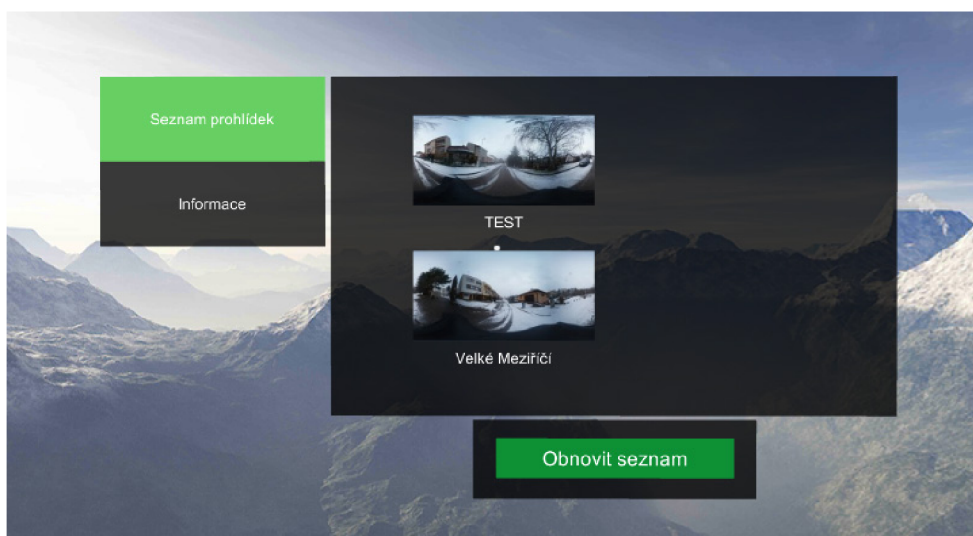 Seznam prohlídek
Informace
TEST
Velké Meziříčí
Obnovit seznam